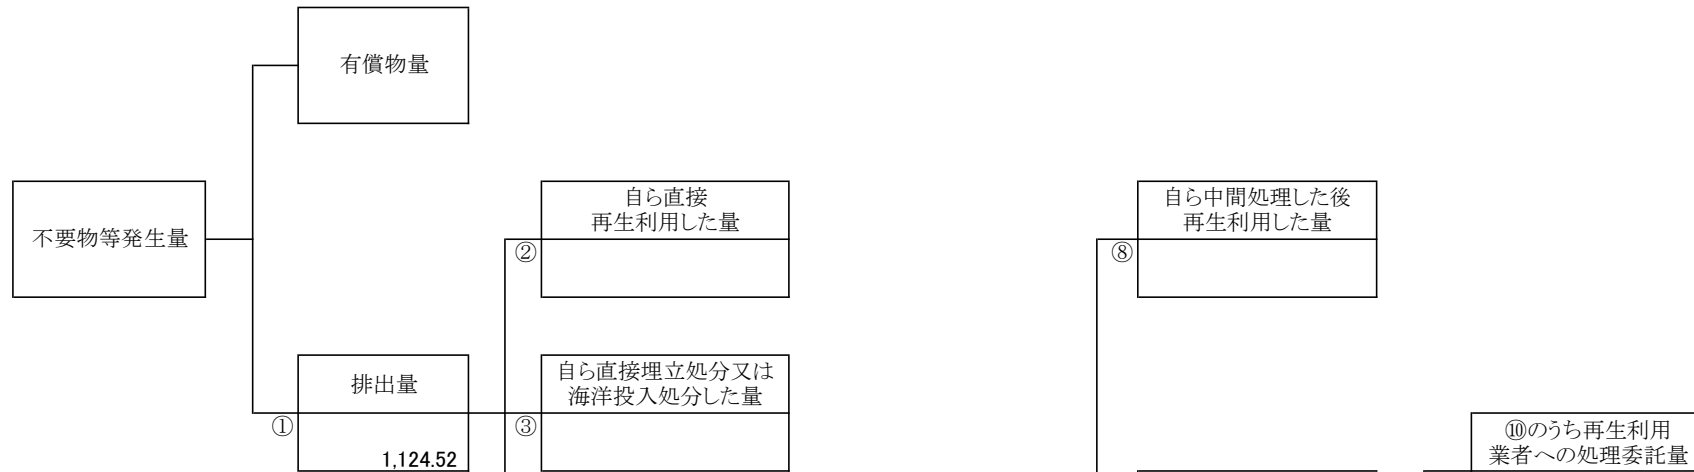 有償物量
不要物等発生量
自ら直接
再生利用した量
②
自ら中間処理した後
再生利用した量
⑧
排出量
①
1,124.52
自ら直接埋立処分又は
海洋投入処分した量
③
⑩のうち再生利用
業者への処理委託量